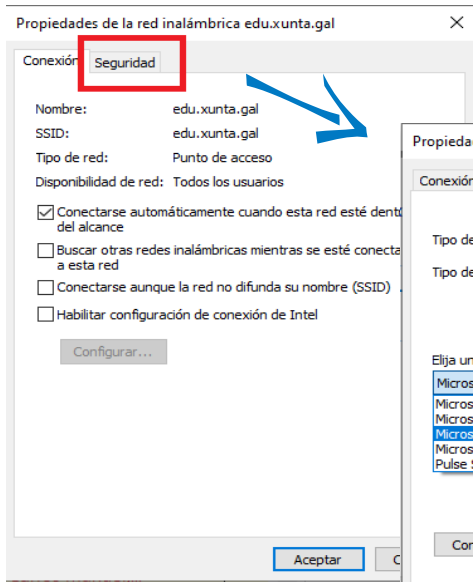 Propiedades de la red inalámbrica edu.xunta.gal
Conexión
Seguridad
Nombre: edu.xunta.gal
SSID: edu.xunta.gal
Tipo de red: Punto de acceso
Disponibilidad de red: Todos los usuarios
Conectarse automáticamente cuando esta red esté dent
del alcance
Buscar otras redes inalámbricas mientras se esté conecta
a esta red
Conectarse aunque la red no difunda su nombre (SSID)
Habilitar configuración de conexión de Intel
Configurar...
Aceptar
C
Propieda
Conexión
Tipo de
Tipo de
Elija un
Micros
Micros
Micros
Micros
Micros
Pulse S
Con